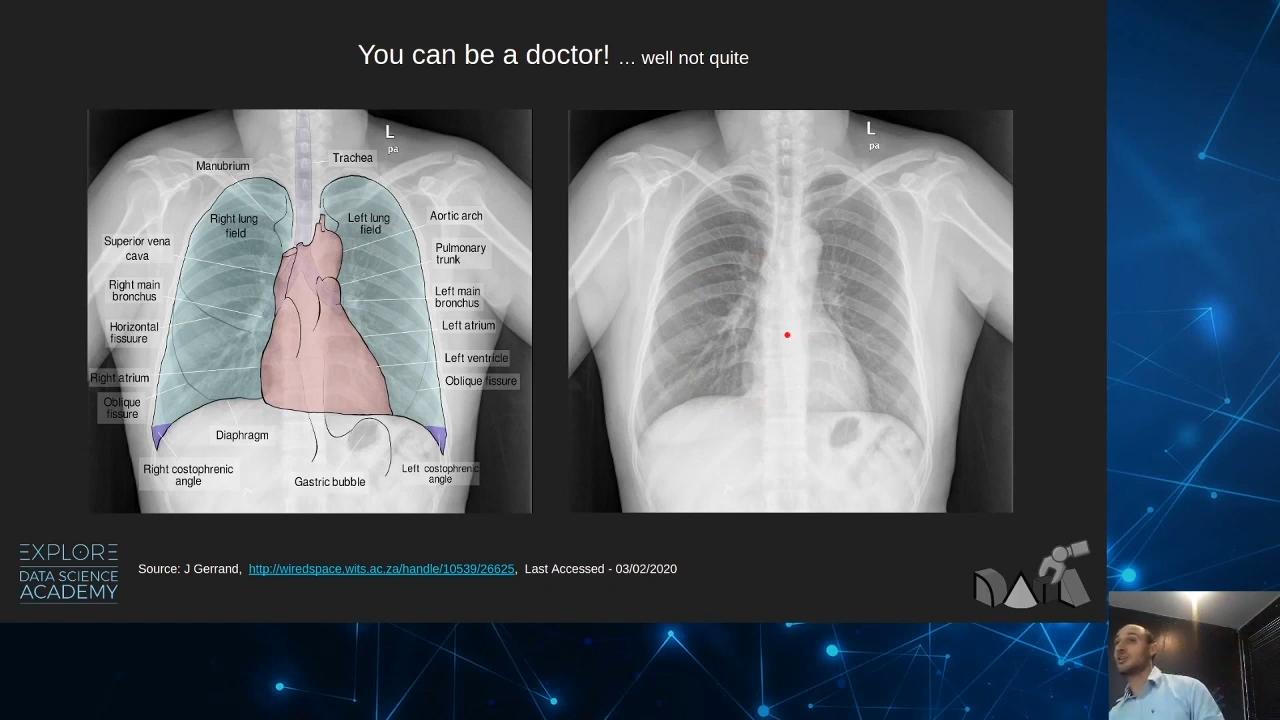 You can be a doctor! ... well not quite
L
pa
Manubrium
Trachea
Right lung
field
Left lung
field
Aortic arch
Superior vena
cava
Pulmonary
trunk
Right main
bronchus
Left main
bronchus
Horizontal
fissuure
Left atrium
Left ventricle
Right atrium
Oblique fissure
Oblique
fissure
Diaphragm
Right costophrenic
angle
Gastric bubble
Left costophrenic
angle
L
pa
EXPLORE
DATA SCIENCE
ACADEMY
Source: J Gerrand, http://wiredspace.wits.ac.za/handle/10539/26625, Last Accessed - 03/02/2020